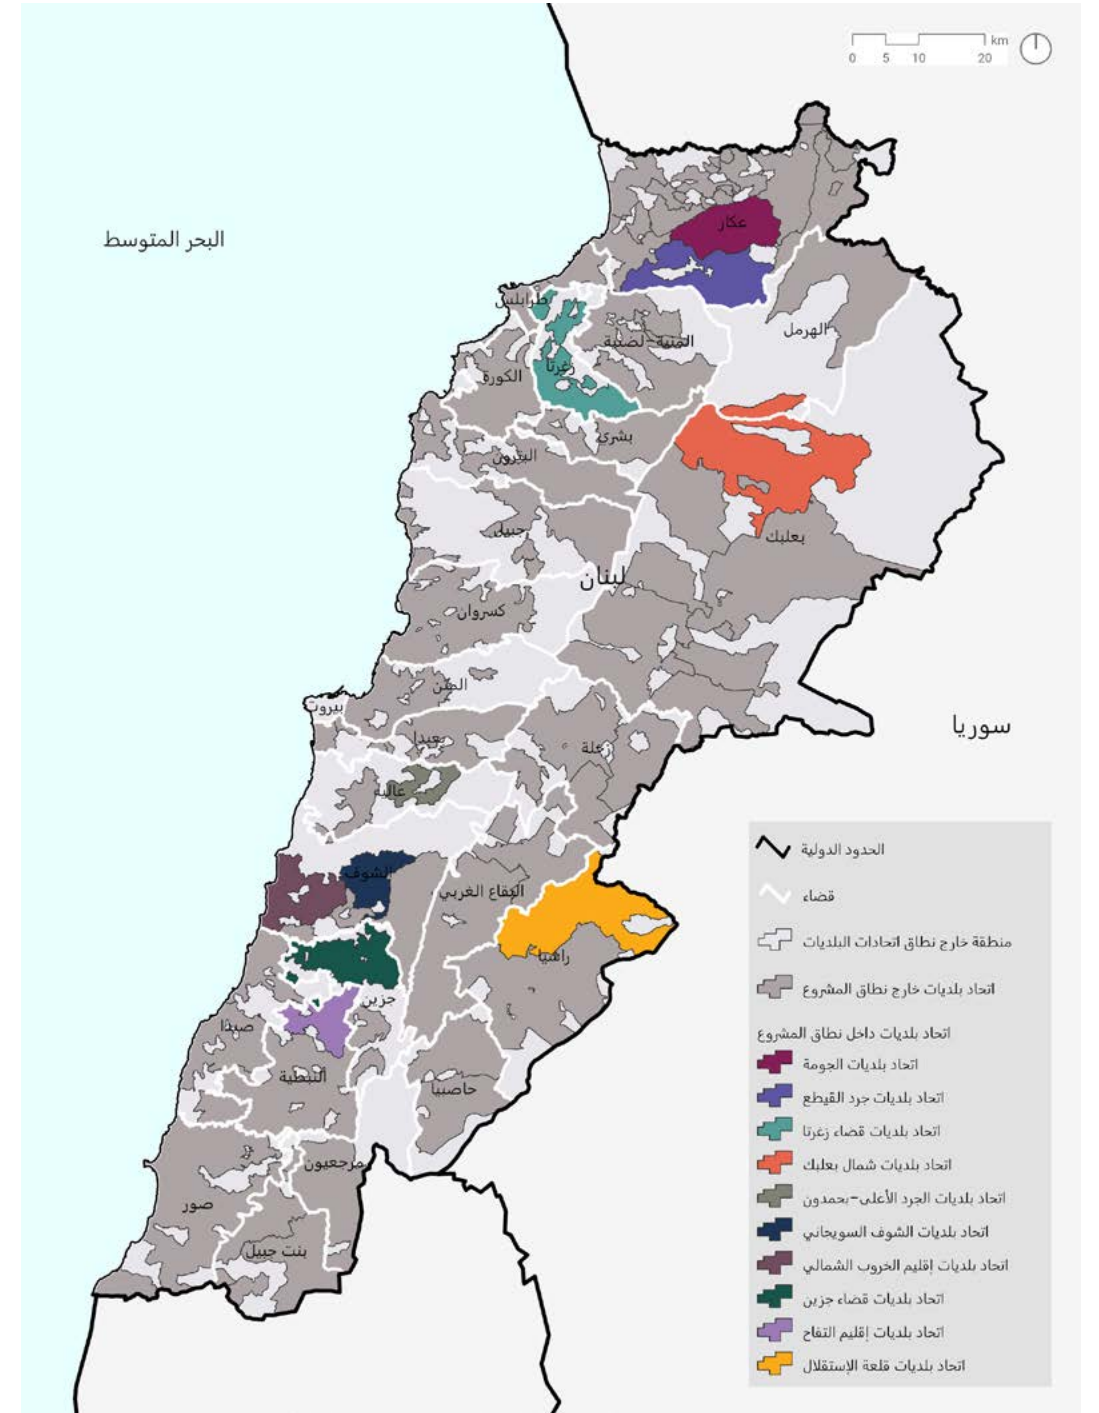 km
0 5 10 20
البحر المتوسط
عكار
طرابلس
الهرمل
المنية-لضنية
زغرتا
الكورة
بشري
البترون
جبيل
بعلبك
لبنان
كسروان
المتن
بيروت
سوريا
بعبدا
زحلة
عاليه
الشوف
البقاع الغربي
راشيا
جزين
صيدا
النبطية
حاصبيا
مرجعيون
صور
بنت جبيل
الحدود الدولية
قضاء
منطقة خارج نطاق اتحادات البلديات
اتحاد بلديات خارج نطاق المشروع
اتحاد بلديات داخل نطاق المشروع
اتحاد بلديات الجومة
اتحاد بلديات جرد القيطع
اتحاد بلديات قضاء زغرتا
اتحاد بلديات شمال بعلبك
اتحاد بلديات الجرد الأعلى-بحمدون
اتحاد بلديات الشوف السويجاني
اتحاد بلديات إقليم الخروب الشمالي
اتحاد بلديات قضاء جزين
اتحاد بلديات إقليم التفاح
اتحاد بلديات قلعة الإستقلال